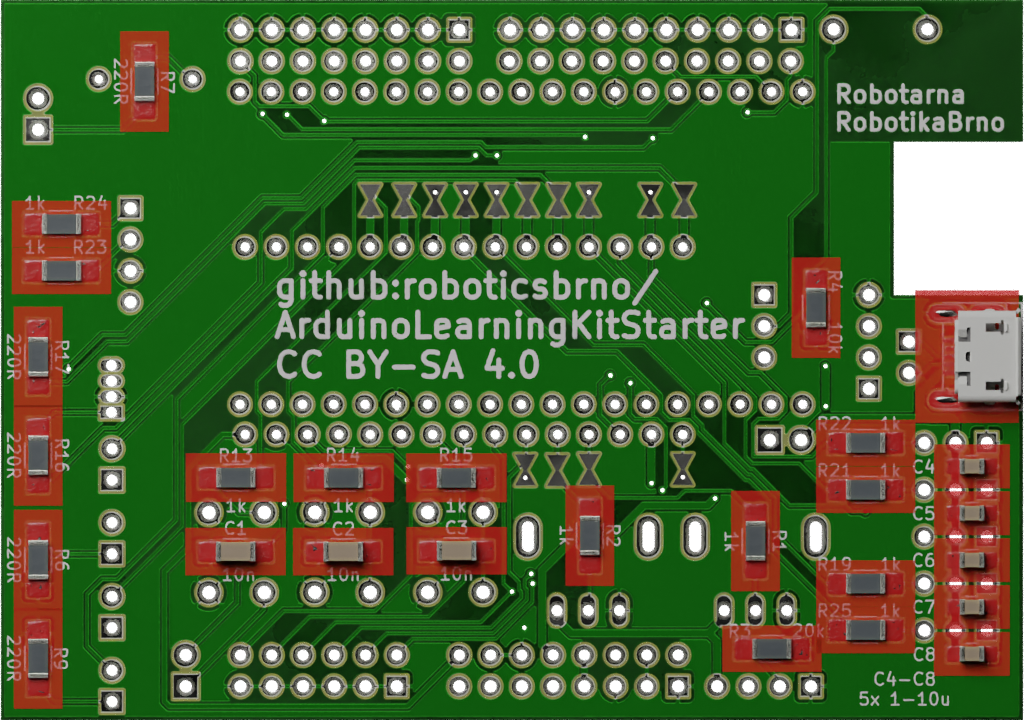 220R R7
Robotarna
RobotikaBrno
1k R24
1k R23
github:roboticsbrno/
ArduinoLearningKitStarter
CC BY-SA 4.0
R4 10k
220R R17
R22 1k
220R R16
R13 R14 R15
R21 1k
C4
1k 1k 1k
C5
C1 C2 C3
1k R2
1k R1
C6
10n 10n 10n
220R R6
R19 1k
C7
R25 1k
R3 20k
C8
220R R9
C4-C8
5x 1-10u